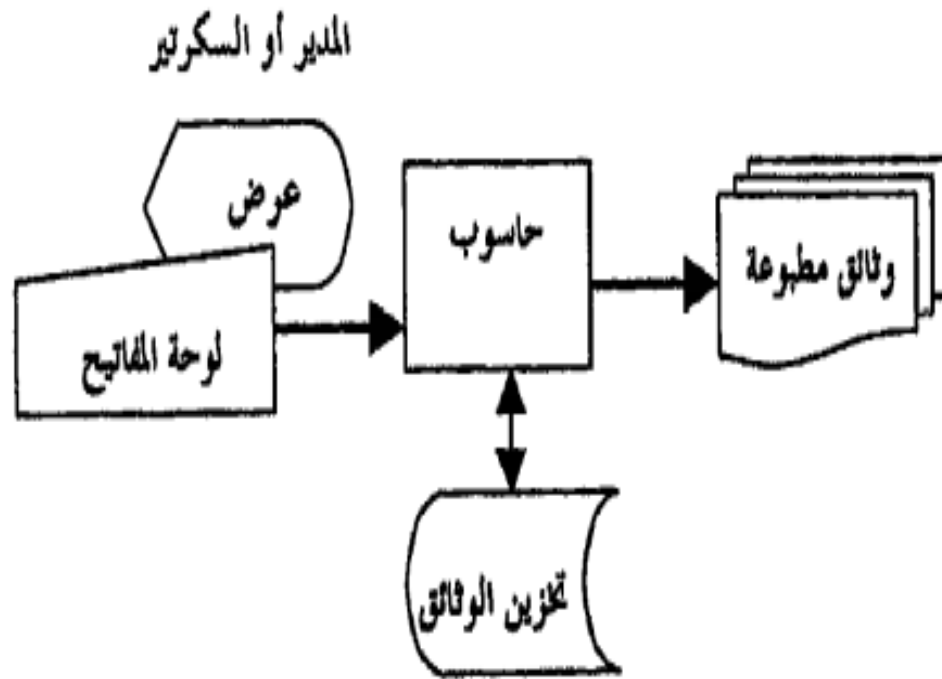 المدير أو السكرتير
عرض
لوحة المفاتيح
حاسوب
وثائق مطبوعة
تخزين الوثائق